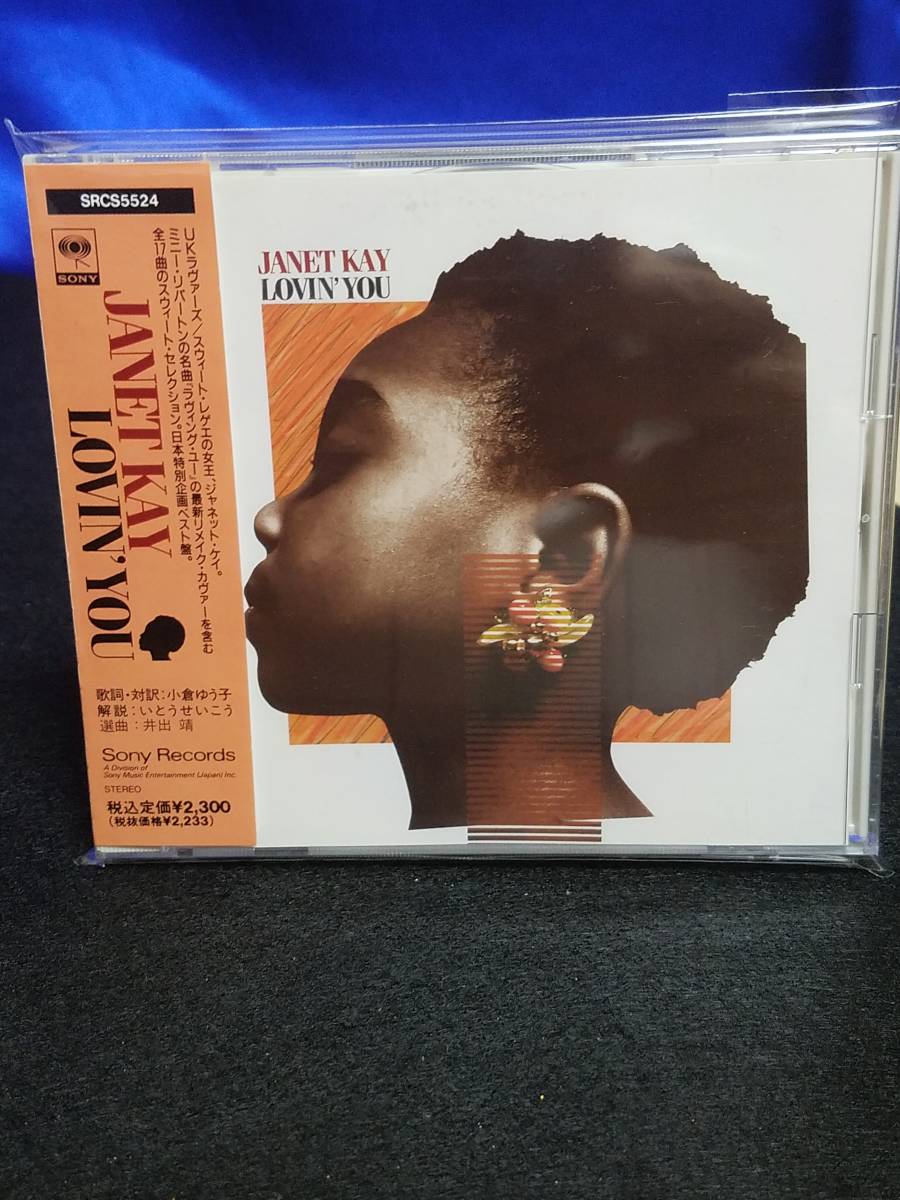 SRCS5524
SONY
JANET KAY
LOVIN' YOU
UKラヴァーズ/スウィート・レゲエの女王、ジャネット・ケイ。
ミニー・リパートンの名曲『ラヴィング・ユー』の最新リメイク・カヴァーを含む
全17曲のスウィート・セレクション。日本特別企画ベスト盤。
歌詞・対訳:小倉ゆう子
解説:いとうせいこう
選曲:井出 靖
Sony Records
A Division of
Sony Music Entertainment (Japan) Inc.
STEREO
税込定価¥2,300
(税抜価格¥2,233)
JANET KAY
LOVIN' YOU